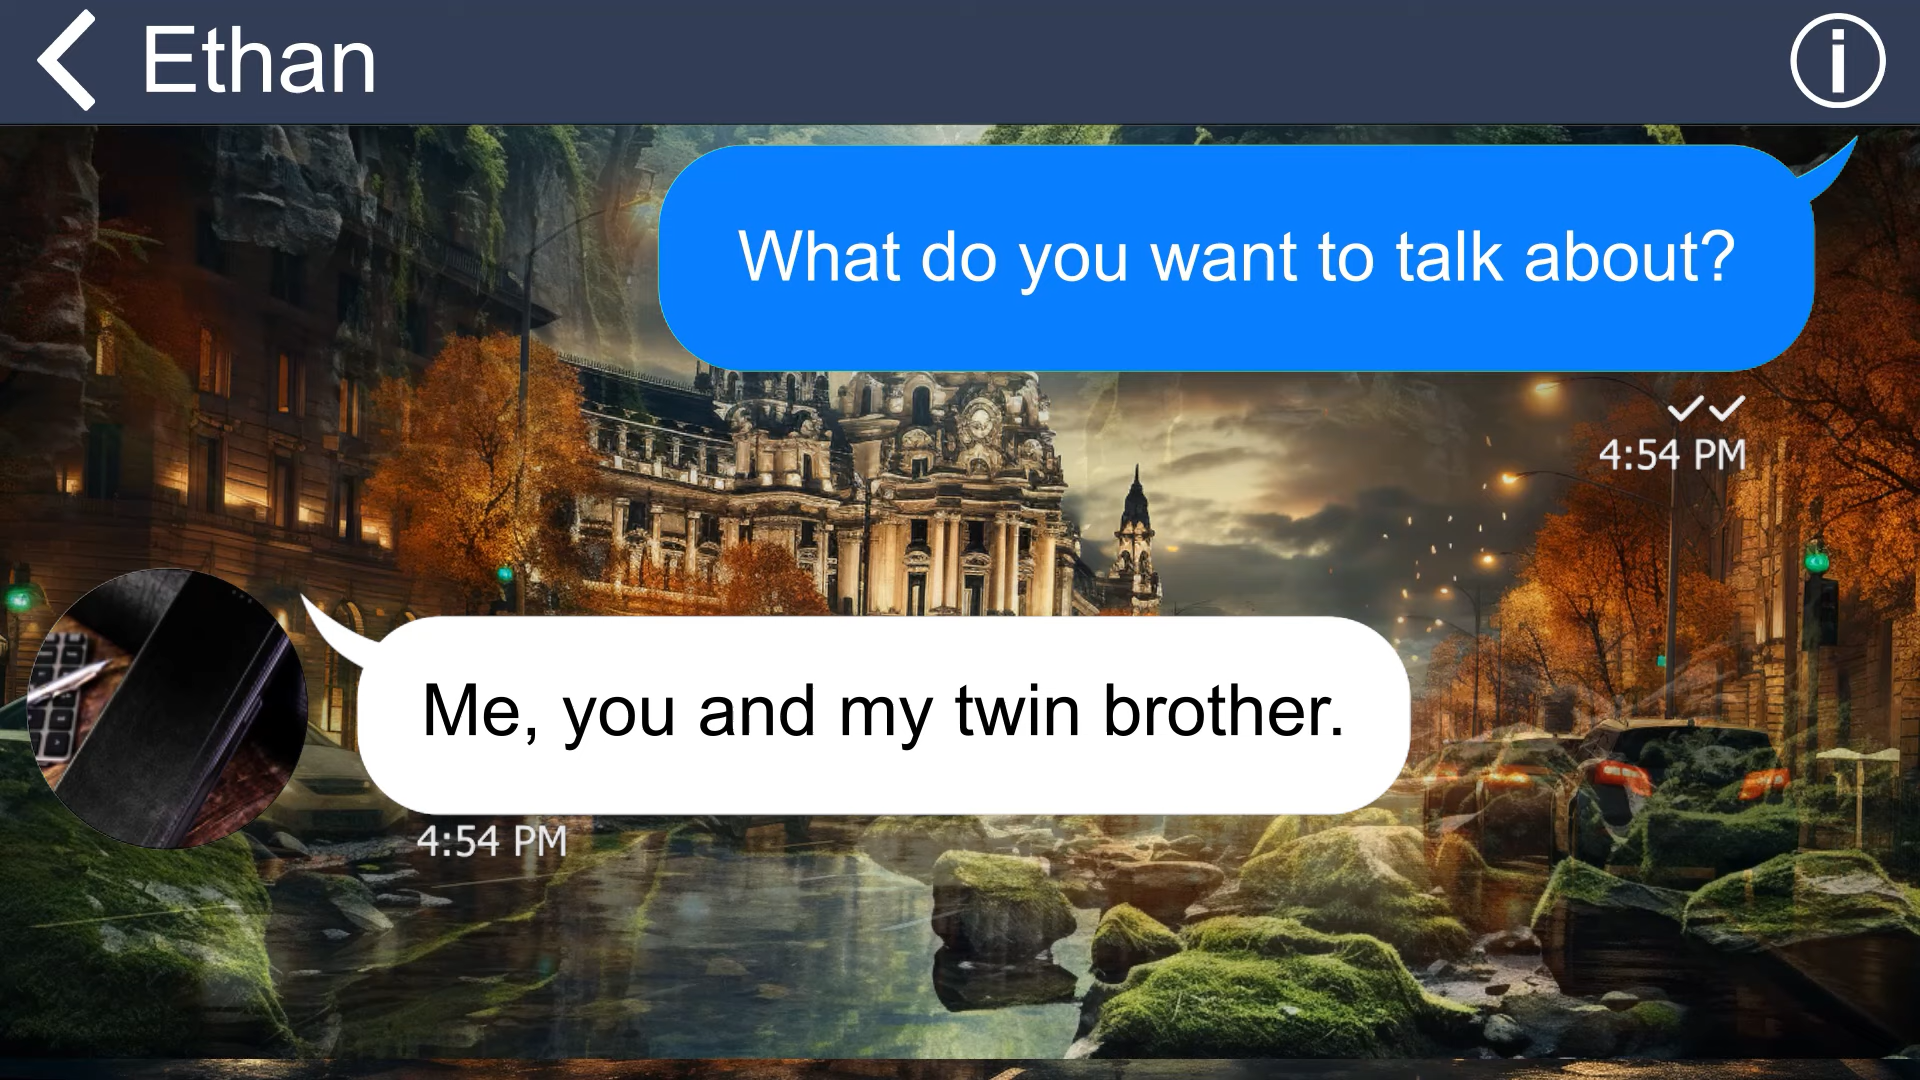 Ethan
What do you want to talk about?
4:54 PM
Me, you and my twin brother.
4:54 PM